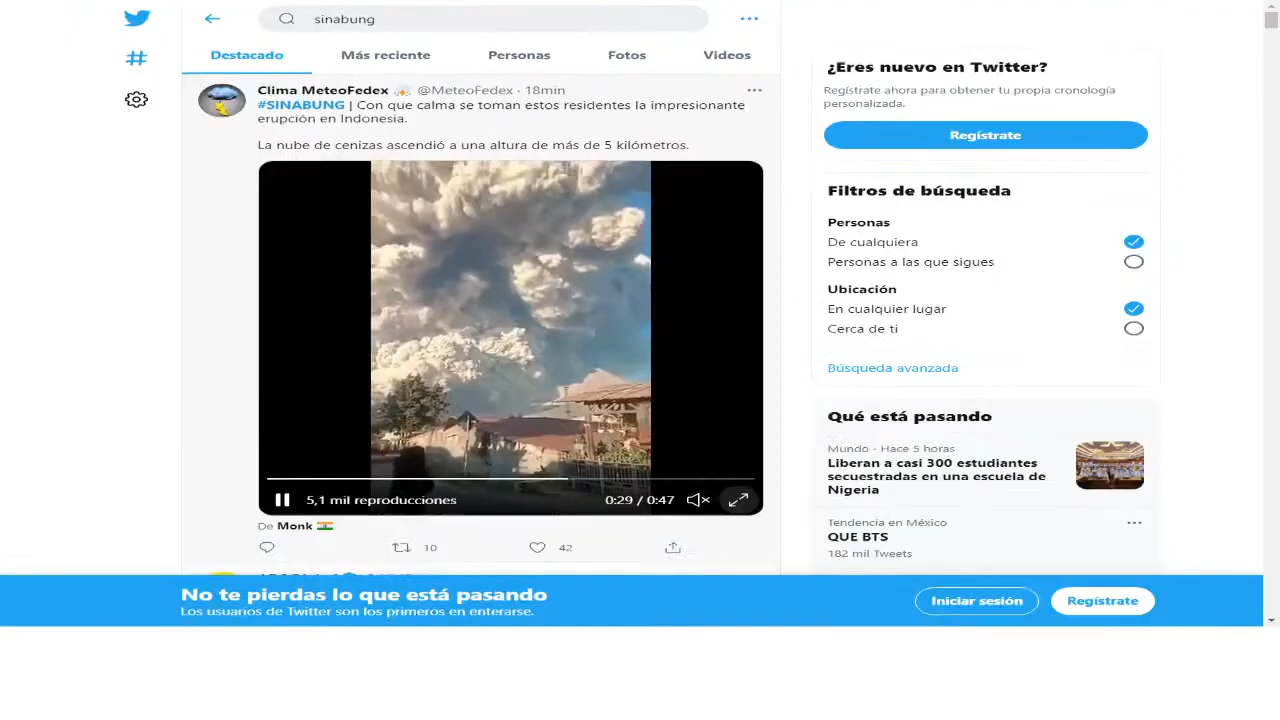 sinabung
Destacado
Más reciente
Personas
Fotos
Videos
Clima MeteoFedex @MeteoFedex · 18min
#SINABUNG | Con que calma se toman estos residentes la impresionante
erupción en Indonesia.
La nube de cenizas ascendió a una altura de más de 5 kilómetros.
5,1 mil reproducciones
0:29 / 0:47
De Monk
10
42
¿Eres nuevo en Twitter?
Regístrate ahora para obtener tu propia cronología
personalizada.
Regístrate
Filtros de búsqueda
Personas
De cualquiera
Personas a las que sigues
Ubicación
En cualquier lugar
Cerca de ti
Búsqueda avanzada
Qué está pasando
Mundo · Hace 5 horas
Liberan a casi 300 estudiantes
secuestradas en una escuela de
Nigeria
Tendencia en México
QUE BTS
182 mil Tweets
No te pierdas lo que está pasando
Los usuarios de Twitter son los primeros en enterarse.
Iniciar sesión
Regístrate